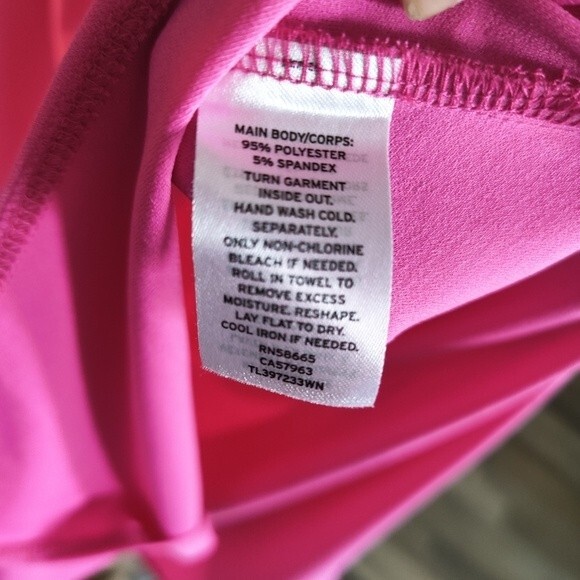 MAIN BODY/CORPS:
95% POLYESTER
5% SPANDEX
TURN GARMENT
INSIDE OUT.
HAND WASH COLD.
SEPARATELY.
ONLY NON-CHLORINE
BLEACH IF NEEDED.
ROLL IN TOWEL TO
REMOVE EXCESS
MOISTURE. RESHAPE.
LAY FLAT TO DRY.
COOL IRON IF NEEDED.
RN58665
CA57963
TL397233WN